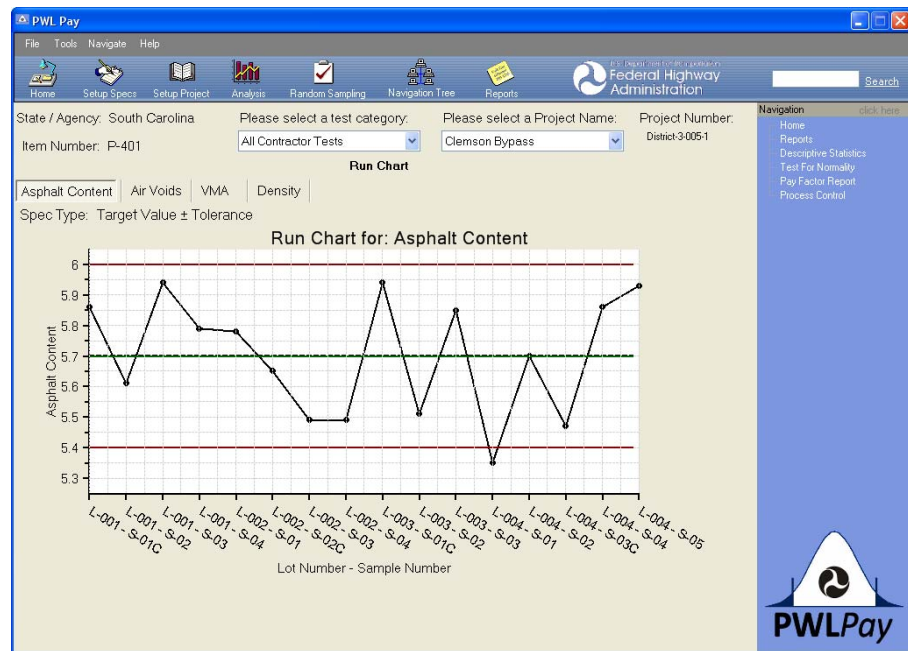 PWL Pay
File Tools Navigate Help
Home Setup Specs Setup Project Analysis Random Sampling Navigation Tree Reports
Federal Highway
Administration
Search
State / Agency: South Carolina
Please select a test category:
Please select a Project Name:
Project Number:
Item Number: P-401
All Contractor Tests
Clemson Bypass
District-3-005-1
Run Chart
Asphalt Content Air Voids VMA Density
Spec Type: Target Value ± Tolerance
Run Chart for: Asphalt Content
Asphalt Content
6
5.9
5.8
5.7
5.6
5.5
5.4
5.3
L-001 - S-01C
L-001 - S-02
L-001 - S-03
L-001 - S-04
L-002 - S-01
L-002 - S-02C
L-002 - S-03
L-002 - S-04
L-003 - S-01C
L-003 - S-02
L-003 - S-03
L-004 - S-01
L-004 - S-02
L-004 - S-03C
L-004 - S-04
L-004 - S-05
Lot Number - Sample Number
Navigation click here
Home
Reports
Descriptive Statistics
Test For Normality
Pay Factor Report
Process Control
PWLPay